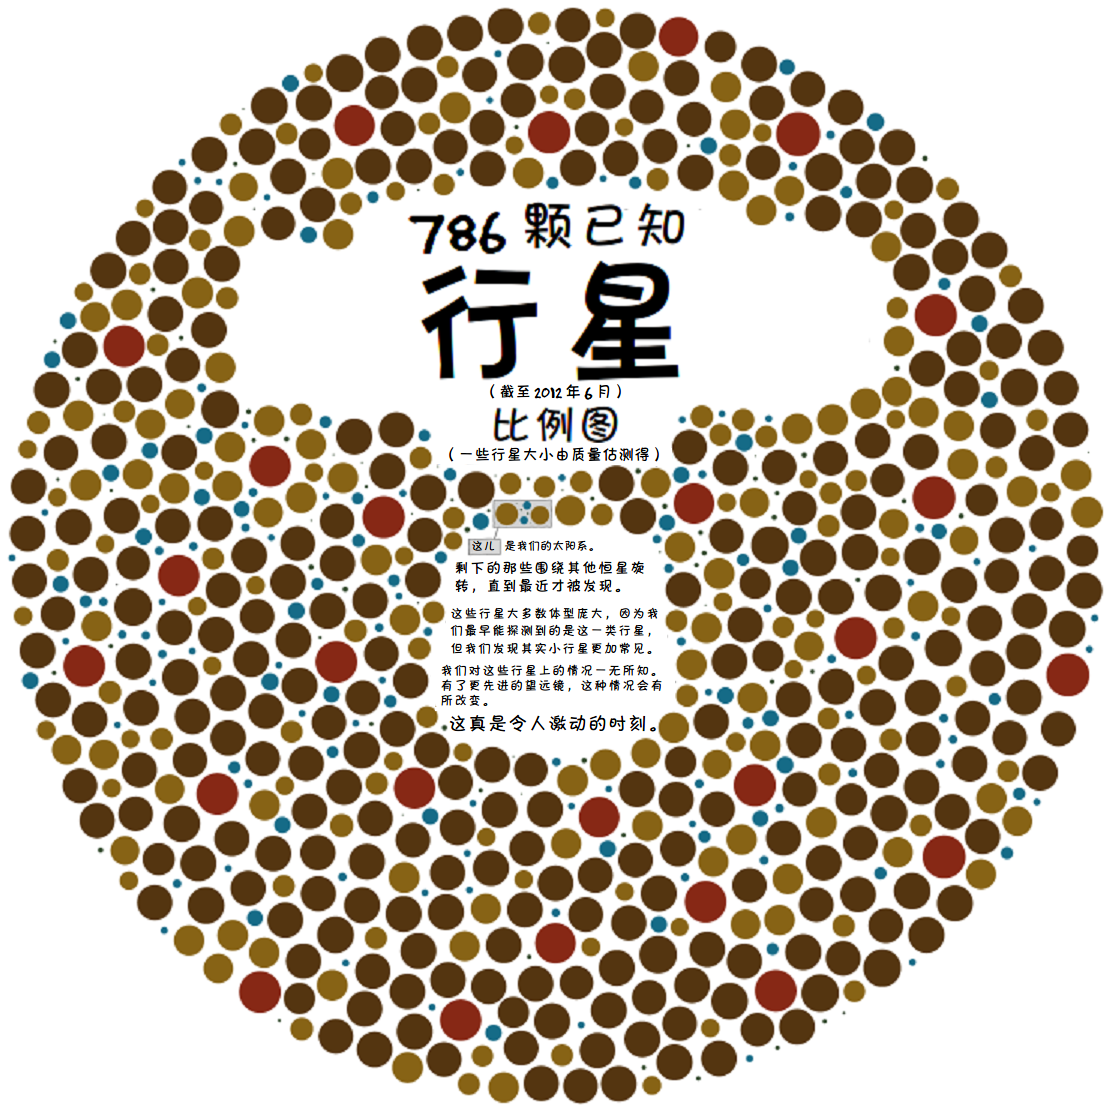 786 颗已知
行星
(截至2012年6月)
比例图
(一些行星大小由质量估测得)
这儿 是我们的太阳系。
剩下的那些围绕其他恒星旋
转，直到最近才被发现。
这些行星大多数体型庞大，因为我
们最早能探测到的是这一类行星，
但我们发现其实小行星更加常见。
我们对这些行星上的情况一无所知。
有了更先进的望远镜，这种情况会有
所改变。
这真是令人激动的时刻。